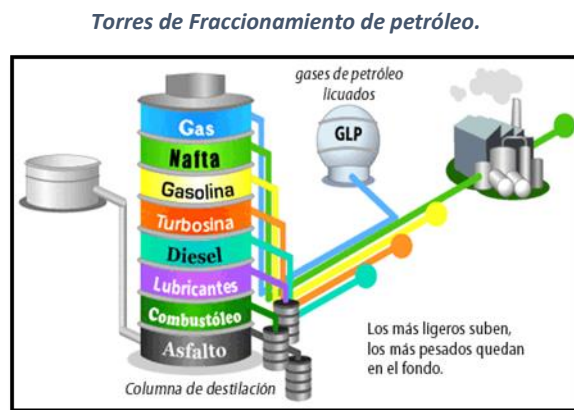 Torres de Fraccionamiento de petróleo.
gases de petróleo
licuados
GLP
Gas
Nafta
Gasolina
Turbosina
Diesel
Lubricantes
Combustóleo
Asfalto
Los más ligeros suben,
los más pesados quedan
en el fondo.
Columna de destilación